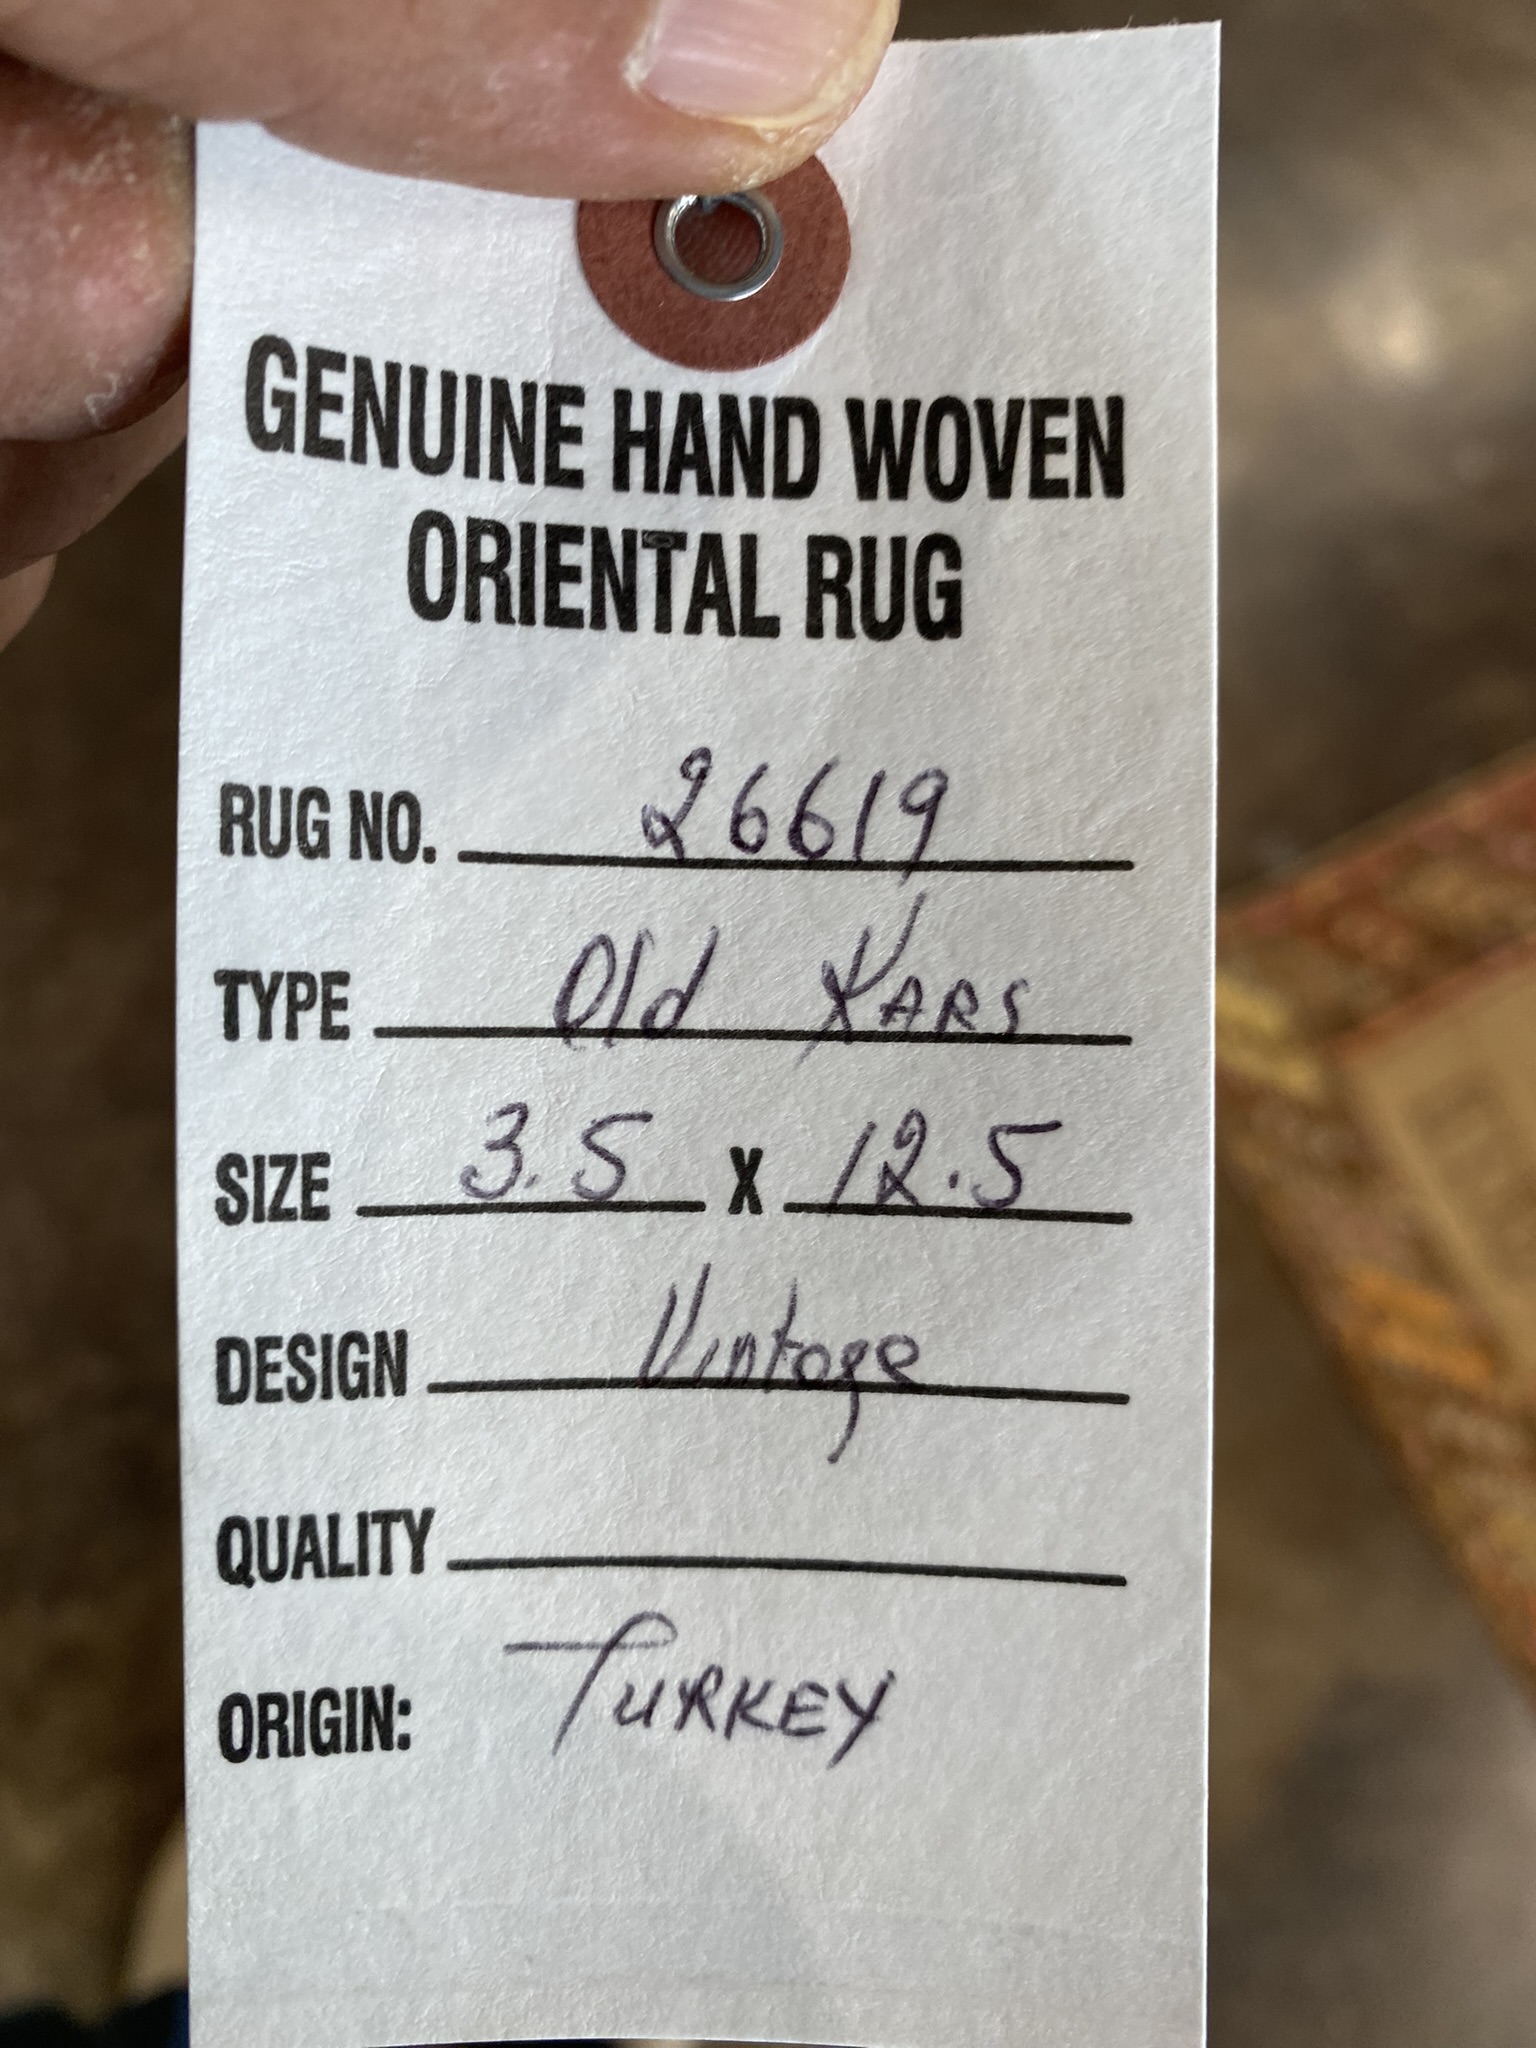 GENUINE HAND WOVEN
ORIENTAL RUG
RUG NO. 26619
TYPE Old KARS
SIZE 3.5 X 12.5
DESIGN Vintage
QUALITY
ORIGIN: TURKEY